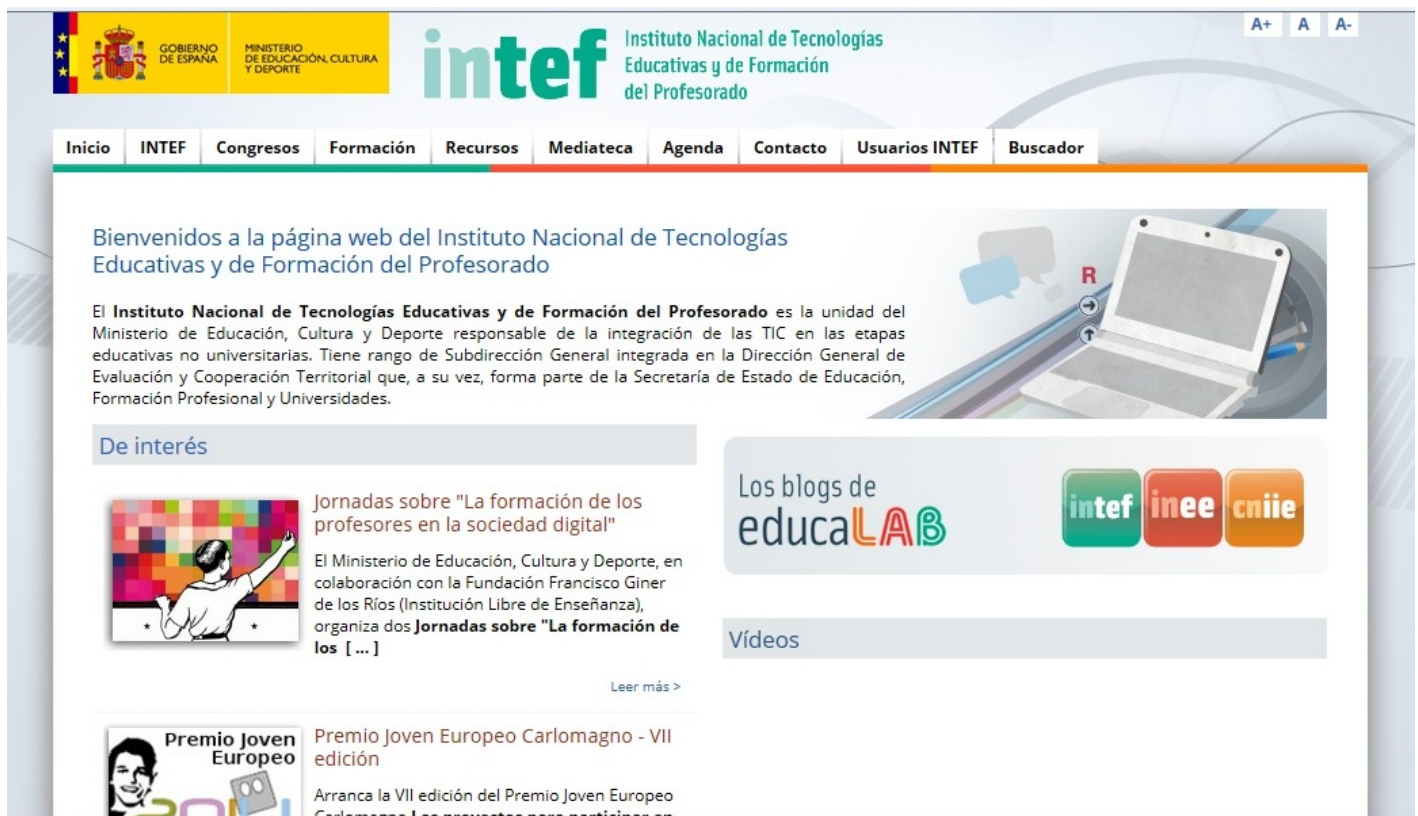 GOBIERNO
DE ESPAÑA
MINISTERIO
DE EDUCACIÓN, CULTURA
Y DEPORTE
intef
Instituto Nacional de Tecnologías
Educativas y de Formación
del Profesorado
A+ A A-
Inicio INTEF Congresos Formación Recursos Mediateca Agenda Contacto Usuarios INTEF Buscador
Bienvenidos a la página web del Instituto Nacional de Tecnologías
Educativas y de Formación del Profesorado
El Instituto Nacional de Tecnologías Educativas y de Formación del Profesorado es la unidad del
Ministerio de Educación, Cultura y Deporte responsable de la integración de las TIC en las etapas
educativas no universitarias. Tiene rango de Subdirección General integrada en la Dirección General de
Evaluación y Cooperación Territorial que, a su vez, forma parte de la Secretaría de Estado de Educación,
Formación Profesional y Universidades.
R
De interés
Jornadas sobre "La formación de los
profesores en la sociedad digital"
El Ministerio de Educación, Cultura y Deporte, en
colaboración con la Fundación Francisco Giner
de los Ríos (Institución Libre de Enseñanza),
organiza dos Jornadas sobre "La formación de
los [ ... ]
Leer más >
Premio Joven
Europeo
2014
Premio Joven Europeo Carlomagno - VII
edición
Arranca la VII edición del Premio Joven Europeo
Carlomagno Los proyectos para participar en
Los blogs de
educaLAB
intef inee cniie
Vídeos